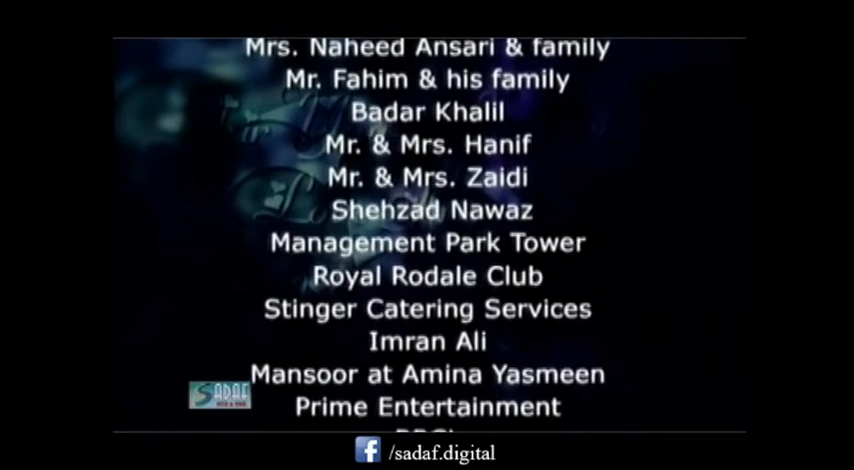 Mrs. Naheed Ansari & family
Mr. Fahim & his family
Badar Khalil
Mr. & Mrs. Hanif
Mr. & Mrs. Zaidi
Shehzad Nawaz
Management Park Tower
Royal Rodale Club
Stinger Catering Services
Imran Ali
Mansoor at Amina Yasmeen
SADAF
Prime Entertainment
/sadaf.digital